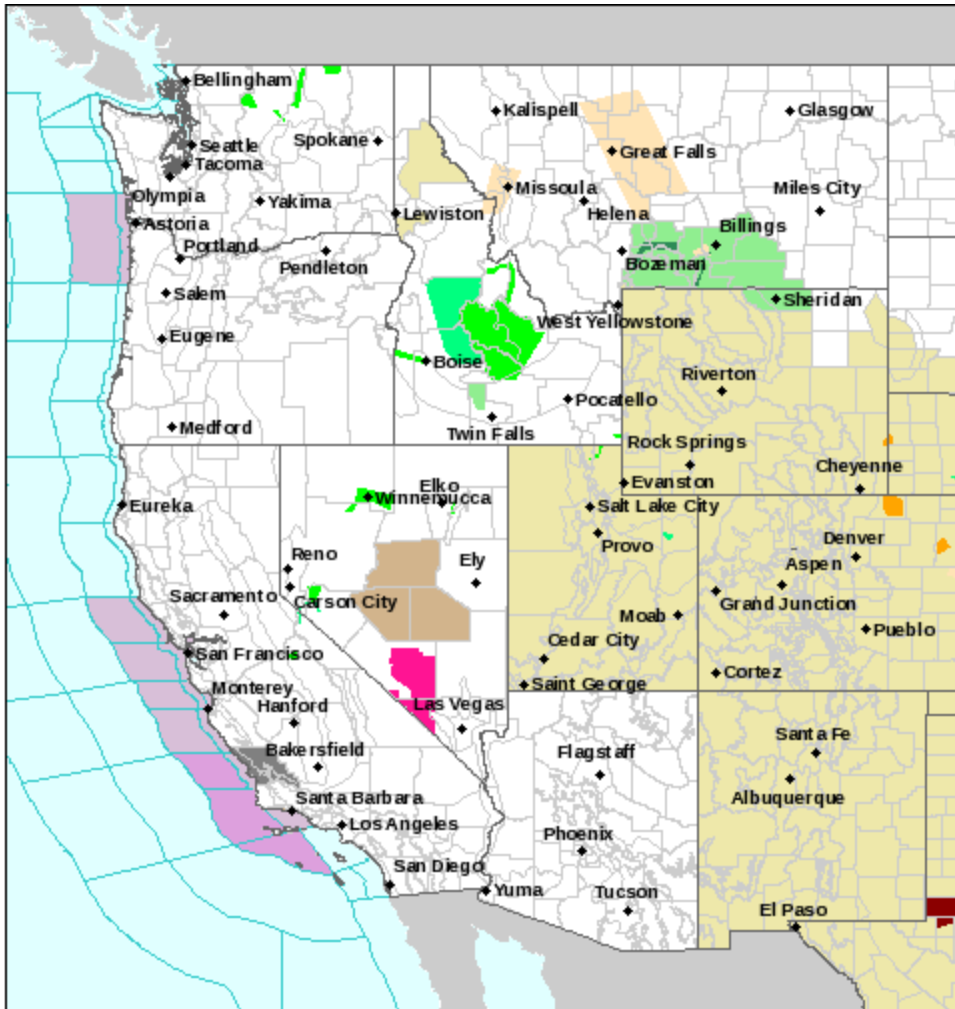 Bellingham
Kalispell
Glasgow
Seattle
Spokane
Great Falls
Tacoma
Missoula
Miles City
Olympia
Yakima
Helena
Lewiston
Astoria
Billings
Portland
Pendleton
Bozeman
Salem
Sheridan
West Yellowstone
Eugene
Boise
Riverton
Pocatello
Medford
Twin Falls
Rock Springs
Cheyenne
Evanston
Elko
Winnemucca
Eureka
Salt Lake City
Provo
Denver
Reno
Ely
Aspen
Sacramento
Carson City
Grand Junction
Moab
Pueblo
Cedar City
San Francisco
Cortez
Saint George
Monterey
Hanford
Las Vegas
Santa Fe
Bakersfield
Flagstaff
Albuquerque
Santa Barbara
Los Angeles
Phoenix
San Diego
Yuma
Tucson
El Paso